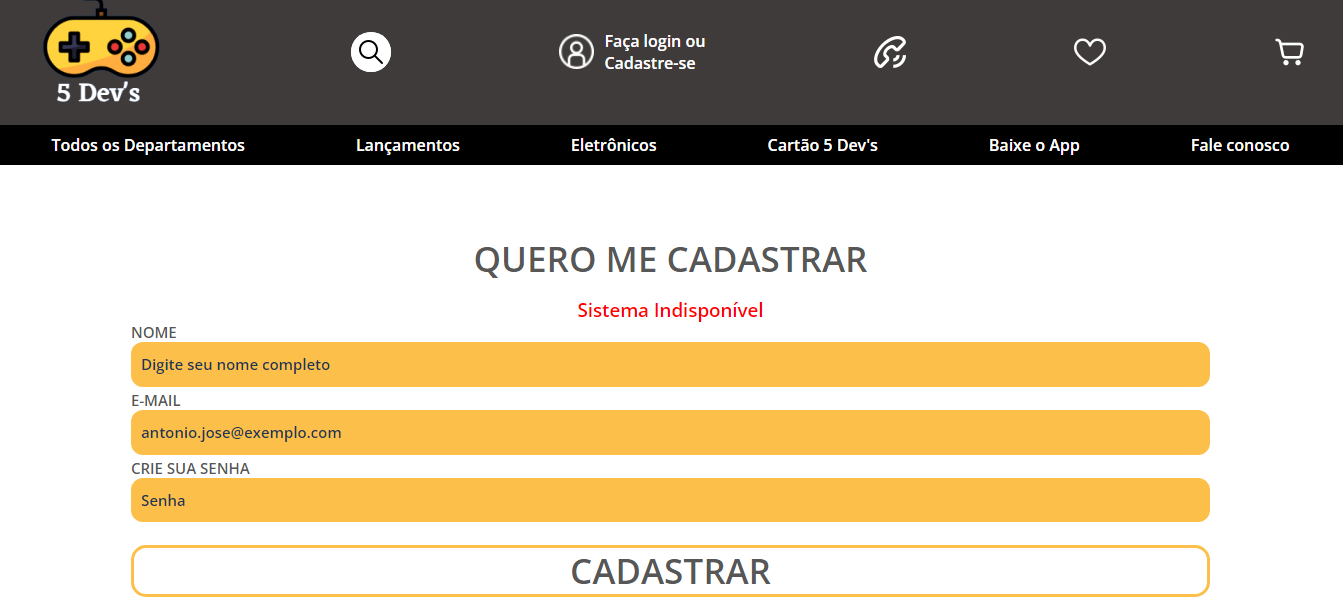 5 Dev's
Faça login ou
Cadastre-se
Todos os Departamentos
Lançamentos
Eletrônicos
Cartão 5 Dev's
Baixe o App
Fale conosco
QUERO ME CADASTRAR
Sistema Indisponível
NOME
Digite seu nome completo
E-MAIL
antonio.jose@exemplo.com
CRIE SUA SENHA
Senha
CADASTRAR